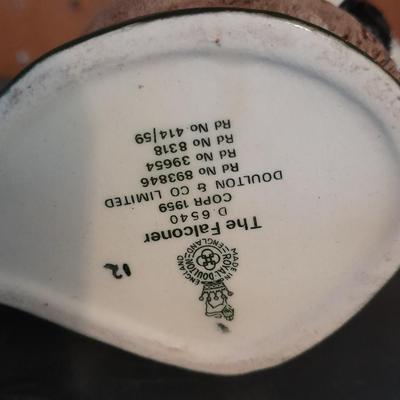 ROYAL DOULTON
ENGLAND
MADE IN ENGLAND
The Falconer
D. 6540
COPR 1959
DOULTON & CO LIMITED
Rd No 893846
Rd No 39654
Rd No 8318
Rd No. 414/59
12